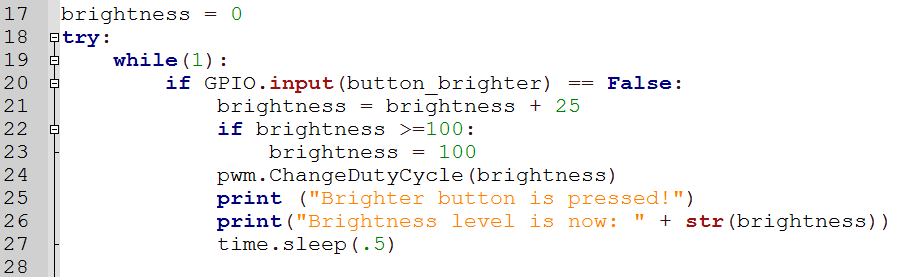 17 brightness = 0
18 try:
19     while(1):
20         if GPIO.input(button_brighter) == False:
21             brightness = brightness + 25
22             if brightness >=100:
23                 brightness = 100
24             pwm.ChangeDutyCycle(brightness)
25             print ("Brighter button is pressed!")
26             print("Brightness level is now: " + str(brightness))
27             time.sleep(.5)
28